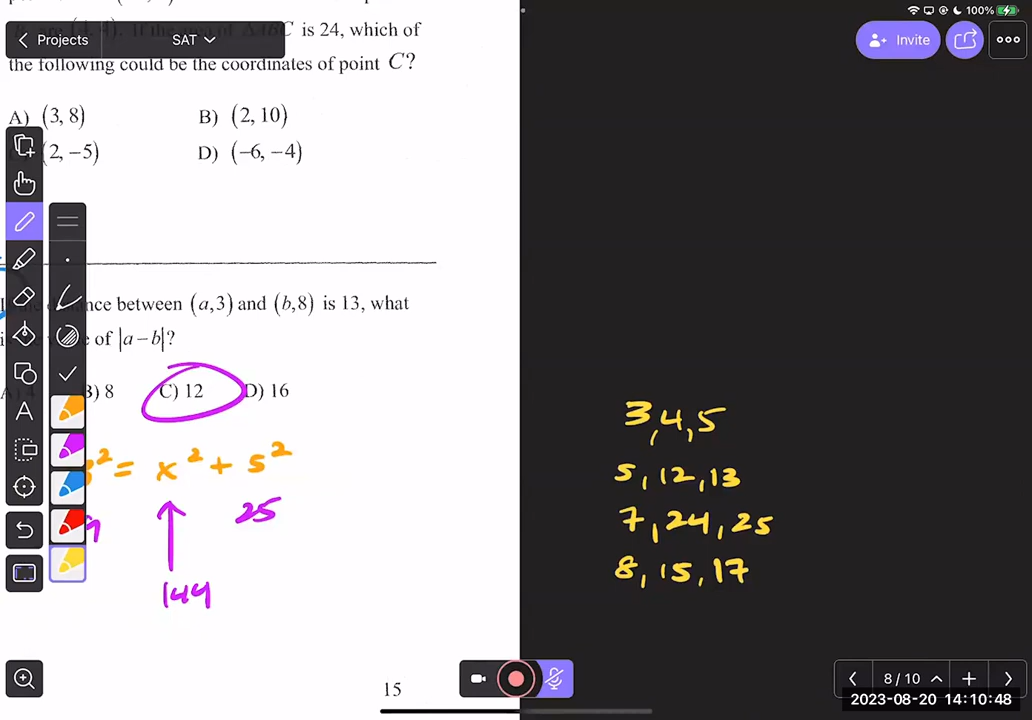 100%
Projects
SAT
Invite
is 24, which of
the following could be the coordinates of point C?
A) (3, 8)
B) (2, 10)
(2, −5)
D) (−6, −4)
between (a,3) and (b,8) is 13, what
of |a−b|?
B) 8
C) 12
D) 16
² = x² + 5²
25
144
3,4,5
5,12,13
7,24,25
8,15,17
A
15
8 / 10
2023-08-20 14:10:48